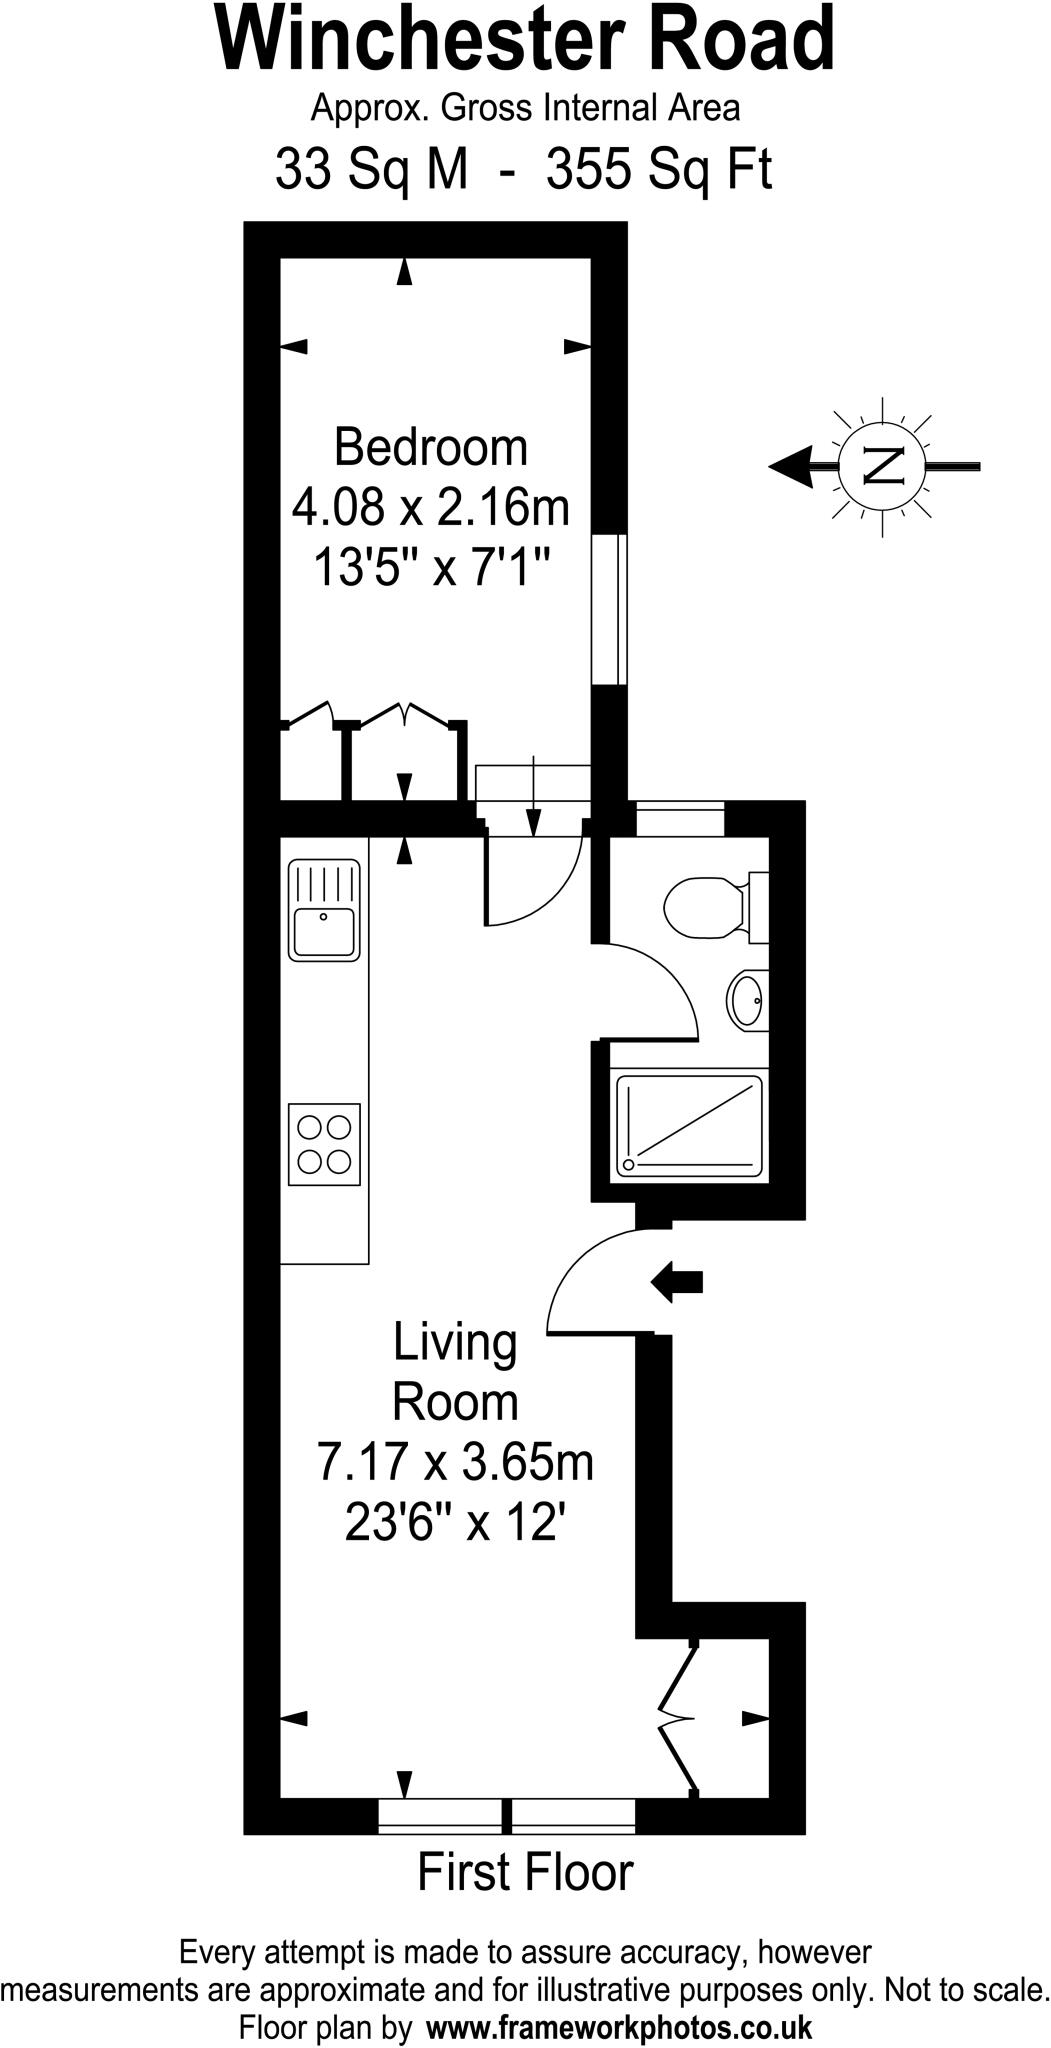 Winchester Road
Approx. Gross Internal Area
33 Sq M - 355 Sq Ft
Bedroom
4.08 x 2.16m
13'5" x 7'1"
N
Living
Room
7.17 x 3.65m
23'6" x 12'
First Floor
Every attempt is made to assure accuracy, however
measurements are approximate and for illustrative purposes only. Not to scale.
Floor plan by www.frameworkphotos.co.uk